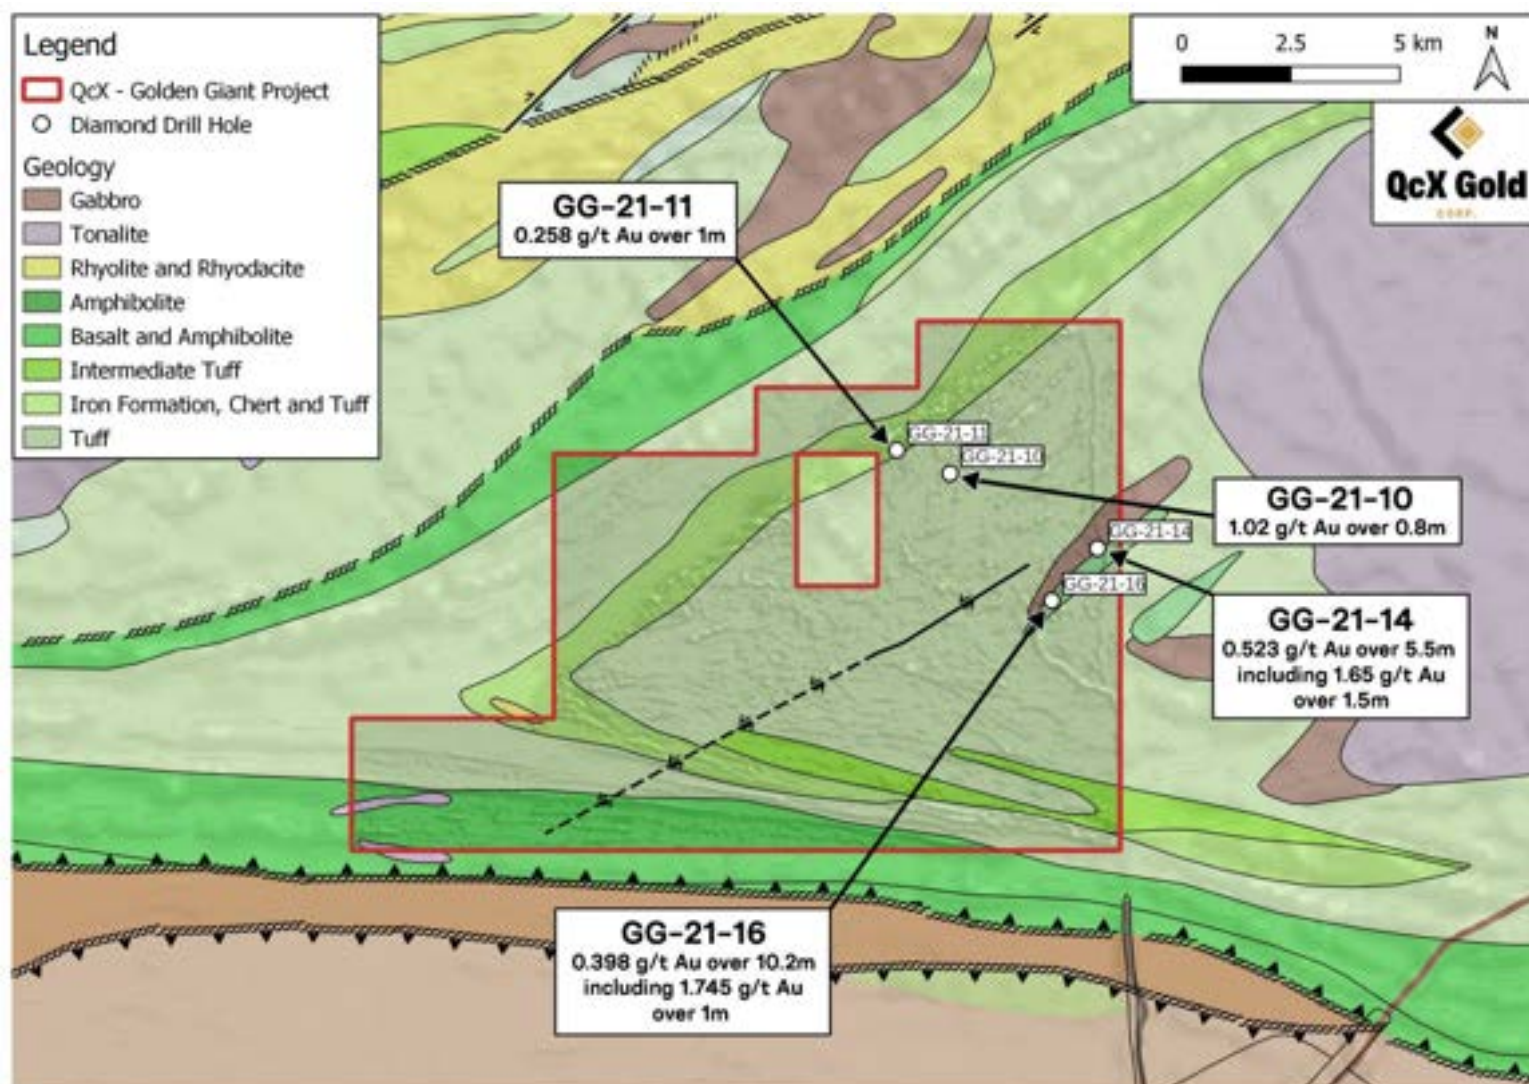 Legend
QcX - Golden Giant Project
Diamond Drill Hole
Geology
Gabbro
Tonalite
Rhyolite and Rhyodacite
Amphibolite
Basalt and Amphibolite
Intermediate Tuff
Iron Formation, Chert and Tuff
Tuff
0 2.5 5 km
N
QcX Gold
CORP.
GG-21-11
0.258 g/t Au over 1m
GG-21-11
GG-21-10
GG-21-10
1.02 g/t Au over 0.8m
GG-21-14
GG-21-16
GG-21-14
0.523 g/t Au over 5.5m
including 1.65 g/t Au
over 1.5m
GG-21-16
0.398 g/t Au over 10.2m
including 1.745 g/t Au
over 1m